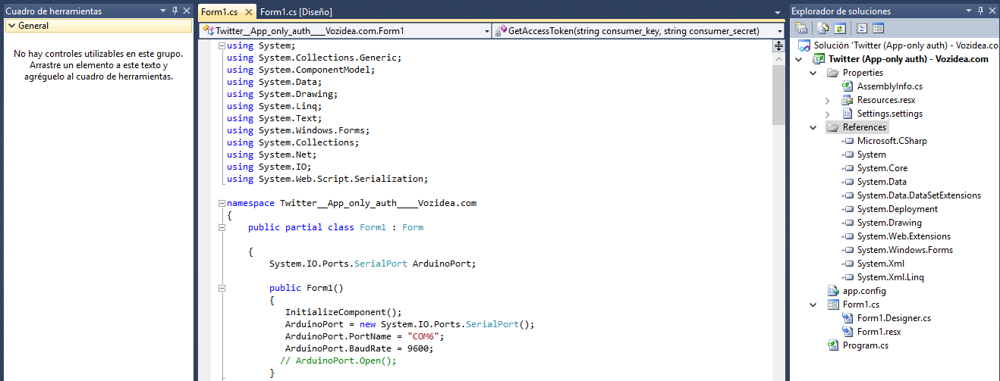 Cuadro de herramientas
General
No hay controles utilizables en este grupo.
Arrastre un elemento a este texto y
agréguelo al cuadro de herramientas.
Form1.cs
Form1.cs [Diseño]
Twitter__App_only_auth____Vozidea.com.Form1
GetAccessToken(string consumer_key, string consumer_secret)
using System;
using System.Collections.Generic;
using System.ComponentModel;
using System.Data;
using System.Drawing;
using System.Linq;
using System.Text;
using System.Windows.Forms;
using System.Collections;
using System.Net;
using System.IO;
using System.Web.Script.Serialization;
namespace Twitter__App_only_auth____Vozidea.com
{
public partial class Form1 : Form
{
System.IO.Ports.SerialPort ArduinoPort;
public Form1()
{
InitializeComponent();
ArduinoPort = new System.IO.Ports.SerialPort();
ArduinoPort.PortName = "COM6";
ArduinoPort.BaudRate = 9600;
// ArduinoPort.Open();
}
Explorador de soluciones
Solución 'Twitter (App-only auth) - Vozidea.co
Twitter (App-only auth) - Vozidea.com
Properties
AssemblyInfo.cs
Resources.resx
Settings.settings
References
Microsoft.CSharp
System
System.Core
System.Data
System.Data.DataSetExtensions
System.Deployment
System.Drawing
System.Web.Extensions
System.Windows.Forms
System.Xml
System.Xml.Linq
app.config
Form1.cs
Form1.Designer.cs
Form1.resx
Program.cs